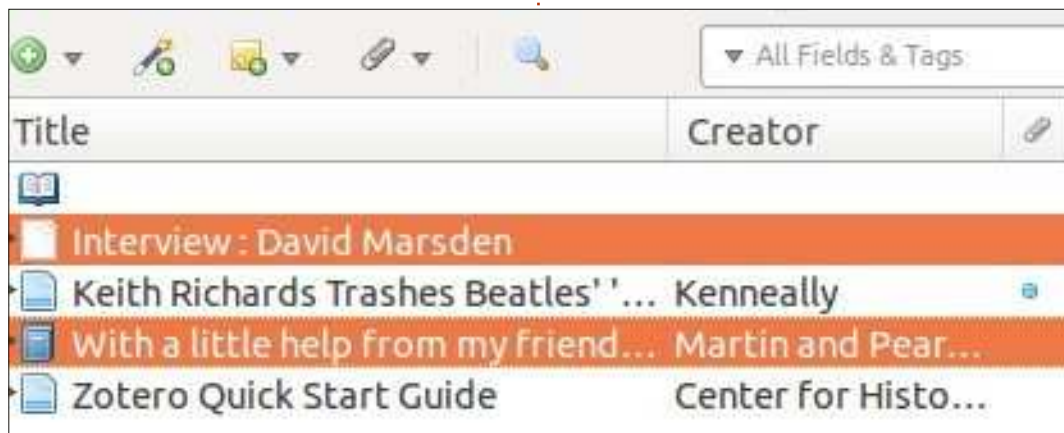 All Fields & Tags
Title Creator
Interview : David Marsden
Keith Richards Trashes Beatles' '... Kenneally
With a little help from my friend... Martin and Pear...
Zotero Quick Start Guide Center for Histo...